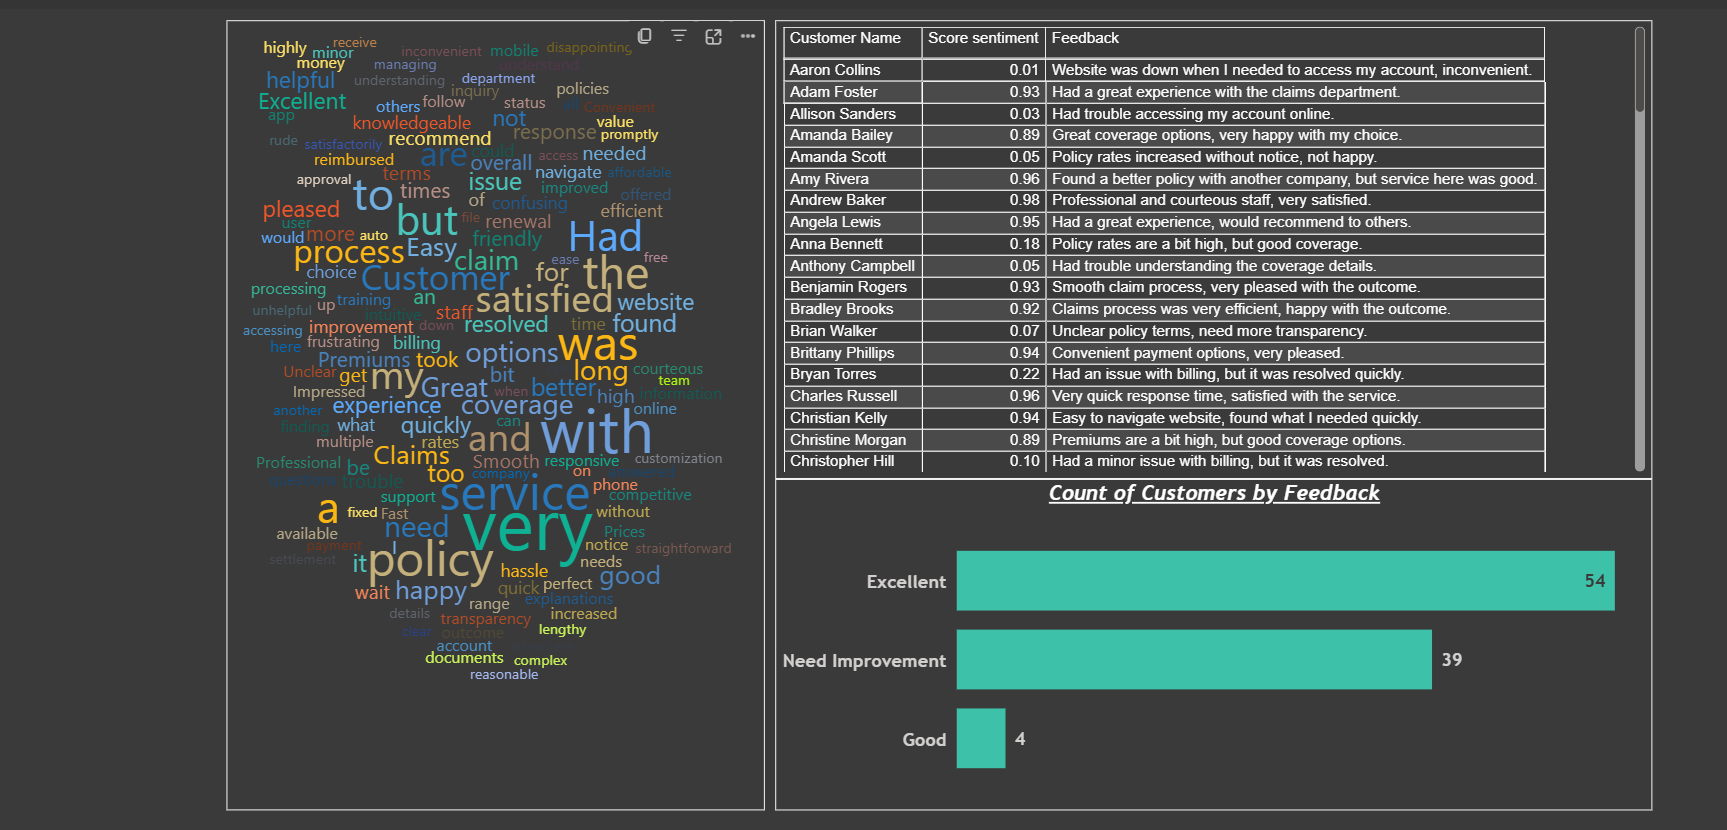 highly
receive
minor
inconvenient
mobile
disappointing
money
managing
understand
helpful
understanding
department
inquiry
policies
Excellent
others
follow
status
all
Convenient
app
knowledgeable
not
value
rude
satisfactorily
recommend
response
promptly
reimbursed
are
could
overall
access
needed
approval
terms
navigate
affordable
to
times
issue
improved
offered
of
confusing
pleased
but
file
renewal
efficient
user
would
more
auto
friendly
Had
process
Easy
claim
ease
free
choice
Customer
for
the
processing
an
satisfied
website
unhelpful
up
training
intuitive
staff
accessing
improvement
down
resolved
time
found
here
frustrating
billing
Premiums
took
options
was
Unclear
get
my
bit
long
courteous
team
Impressed
Great
when
better
high
information
another
experience
coverage
online
finding
what
quickly
can
with
multiple
rates
and
Claims
Professional
be
too
Smooth
responsive
customization
trouble
company
on
support
service
phone
competitive
a
fixed
Fast
without
available
need
very
Prices
payment
I
notice
straightforward
settlement
it
policy
hassle
needs
good
wait
happy
quick
perfect
range
explanations
details
transparency
increased
clear
outcome
lengthy
account
documents
complex
reasonable
Customer Name Score sentiment Feedback
Aaron Collins 0.01 Website was down when I needed to access my account, inconvenient.
Adam Foster 0.93 Had a great experience with the claims department.
Allison Sanders 0.03 Had trouble accessing my account online.
Amanda Bailey 0.89 Great coverage options, very happy with my choice.
Amanda Scott 0.05 Policy rates increased without notice, not happy.
Amy Rivera 0.96 Found a better policy with another company, but service here was good.
Andrew Baker 0.98 Professional and courteous staff, very satisfied.
Angela Lewis 0.95 Had a great experience, would recommend to others.
Anna Bennett 0.18 Policy rates are a bit high, but good coverage.
Anthony Campbell 0.05 Had trouble understanding the coverage details.
Benjamin Rogers 0.93 Smooth claim process, very pleased with the outcome.
Bradley Brooks 0.92 Claims process was very efficient, happy with the outcome.
Brian Walker 0.07 Unclear policy terms, need more transparency.
Brittany Phillips 0.94 Convenient payment options, very pleased.
Bryan Torres 0.22 Had an issue with billing, but it was resolved quickly.
Charles Russell 0.96 Very quick response time, satisfied with the service.
Christian Kelly 0.94 Easy to navigate website, found what I needed quickly.
Christine Morgan 0.89 Premiums are a bit high, but good coverage options.
Christopher Hill 0.10 Had a minor issue with billing, but it was resolved.
Count of Customers by Feedback
Excellent 54
Need Improvement 39
Good 4